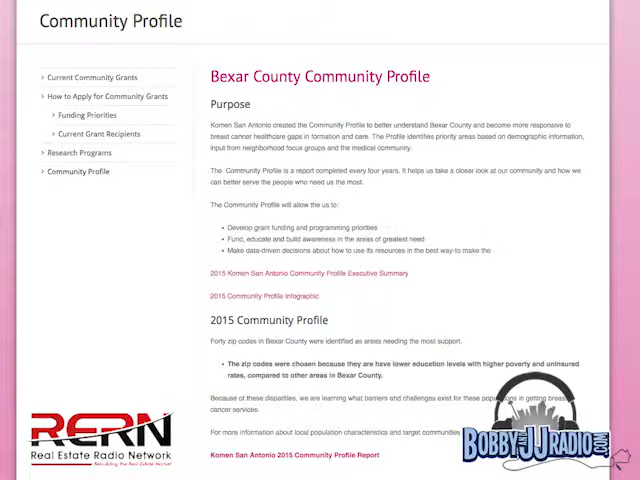 Community Profile
Current Community Grants
How to Apply for Community Grants
Funding Priorities
Current Grant Recipients
Research Programs
Community Profile
Bexar County Community Profile
Purpose
Komen San Antonio created the Community Profile to better understand Bexar County and become more responsive to
breast cancer healthcare gaps in formation and care. The Profile identifies priority areas based on demographic information,
input from neighborhood focus groups and the medical community.
The Community Profile is a report completed every four years. It helps us take a closer look at our community and how we
can better serve the people who need us the most.
The Community Profile will allow the us to:
Develop grant funding and programming priorities
Fund, educate and build awareness in the areas of greatest need
Make data-driven decisions about how to use its resources in the best way-to make the
2015 Komen San Antonio Community Profile Executive Summary
2015 Community Profile Infographic
2015 Community Profile
Forty zip codes in Bexar County were identified as areas needing the most support.
The zip codes were chosen because they are have lower education levels with higher poverty and uninsured
rates, compared to other areas in Bexar County.
Because of these disparities, we are learning what barriers and challenges exist for these in getting
cancer services.
For more information about local population characteristics and target communities
Komen San Antonio 2015 Community Profile Report
RERN
Real Estate Radio Network
Rebuilding the Real Estate Market
BOBBY AND JJRADIO.COM